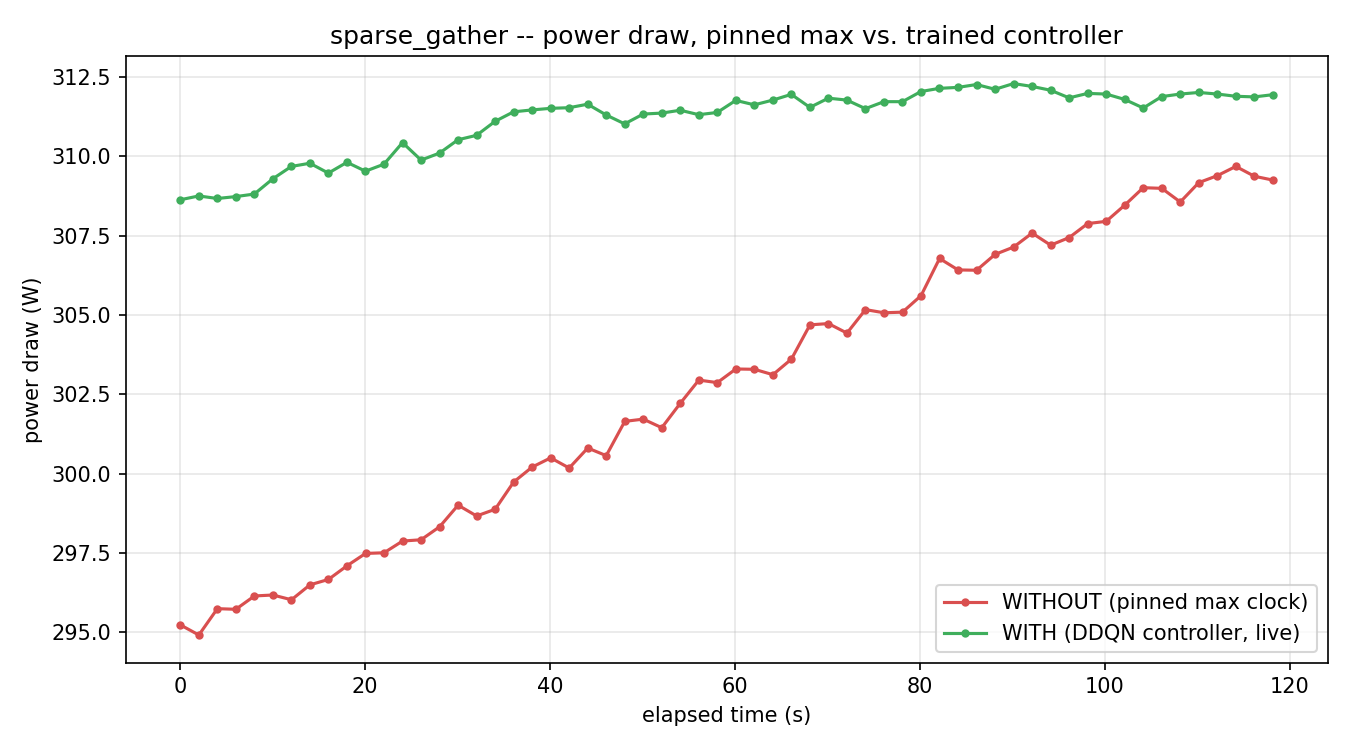 sparse_gather -- power draw, pinned max vs. trained controller
312.5
310.0
307.5
305.0
302.5
300.0
297.5
295.0
power draw (W)
WITHOUT (pinned max clock)
WITH (DDQN controller, live)
0 20 40 60 80 100 120
elapsed time (s)